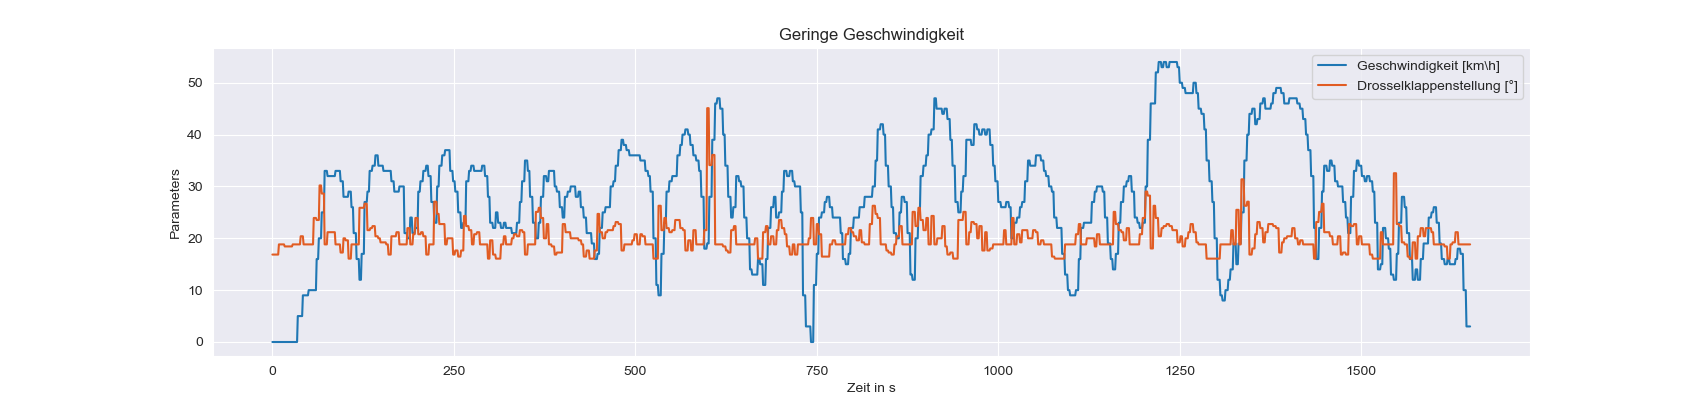 Geringe Geschwindigkeit
Geschwindigkeit [km\h]
Drosselklappenstellung [°]
50
40
30
20
10
0
Parameters
0 250 500 750 1000 1250 1500
Zeit in s